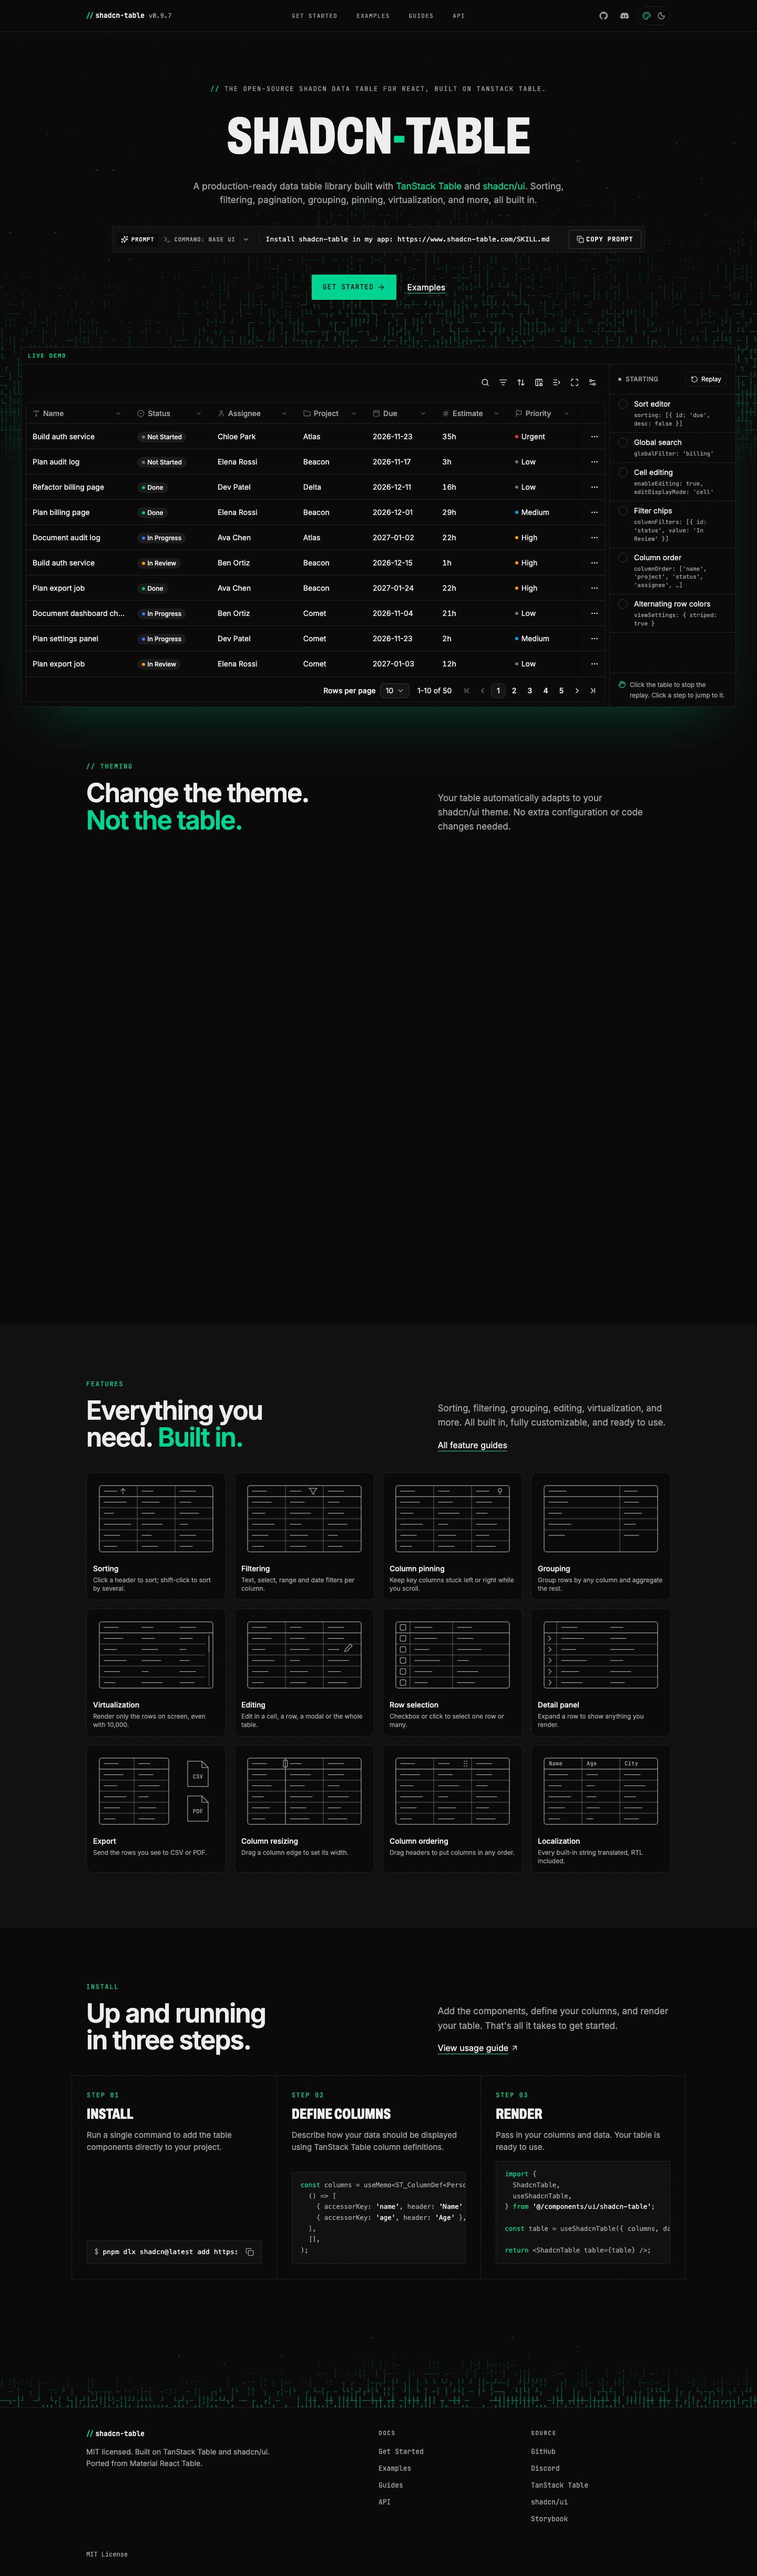 // shadcn-table v0.9.7
GET STARTED
EXAMPLES
GUIDES
API
// THE OPEN-SOURCE SHADCN DATA TABLE FOR REACT, BUILT ON TANSTACK TABLE.
SHADCN-TABLE
A production-ready data table library built with TanStack Table and shadcn/ui. Sorting,
filtering, pagination, grouping, pinning, virtualization, and more, all built in.
PROMPT
COMMAND: BASE UI
Install shadcn-table in my app: https://www.shadcn-table.com/SKILL.md
COPY PROMPT
GET STARTED →
Examples
LIVE DEMO
Name Status Assignee Project Due Estimate Priority
Build auth service Not Started Chloe Park Atlas 2026-11-23 35h Urgent
Plan audit log Not Started Elena Rossi Beacon 2026-11-17 3h Low
Refactor billing page Done Dev Patel Delta 2026-12-11 16h Low
Plan billing page Done Elena Rossi Beacon 2026-12-01 29h Medium
Document audit log In Progress Ava Chen Atlas 2027-01-02 22h High
Build auth service In Review Ben Ortiz Beacon 2026-12-15 1h High
Plan export job Done Ava Chen Beacon 2027-01-24 22h High
Document dashboard ch... In Progress Ben Ortiz Comet 2026-11-04 21h Low
Plan settings panel In Progress Dev Patel Comet 2026-11-23 2h Medium
Plan export job In Review Elena Rossi Comet 2027-01-03 12h Low
Rows per page 10 1-10 of 50 1 2 3 4 5
STARTING
Replay
Sort editor
sorting: [{ id: 'due',
desc: false }]
Global search
globalFilter: 'billing'
Cell editing
enableEditing: true,
editDisplayMode: 'cell'
Filter chips
columnFilters: [{ id:
'status', value: 'In
Review' }]
Column order
columnOrder: ['name',
'project', 'status',
'assignee', …]
Alternating row colors
viewSettings: { striped:
true }
Click the table to stop the
replay. Click a step to jump to it.
// THEMING
Change the theme.
Not the table.
Your table automatically adapts to your
shadcn/ui theme. No extra configuration or code
changes needed.
FEATURES
Everything you
need. Built in.
Sorting, filtering, grouping, editing, virtualization, and
more. All built in, fully customizable, and ready to use.
All feature guides
Sorting
Click a header to sort; shift-click to sort
by several.
Filtering
Text, select, range and date filters per
column.
Column pinning
Keep key columns stuck left or right while
you scroll.
Grouping
Group rows by any column and aggregate
the rest.
Virtualization
Render only the rows on screen, even
with 10,000.
Editing
Edit in a cell, a row, a modal or the whole
table.
Row selection
Checkbox or click to select one row or
many.
Detail panel
Expand a row to show anything you
render.
CSV
PDF
Export
Send the rows you see to CSV or PDF.
Column resizing
Drag a column edge to set its width.
Column ordering
Drag headers to put columns in any order.
Name Age City
Localization
Every built-in string translated, RTL
included.
INSTALL
Up and running
in three steps.
Add the components, define your columns, and render
your table. That's all it takes to get started.
View usage guide ↗
STEP 01
INSTALL
Run a single command to add the table
components directly to your project.
$ pnpm dlx shadcn@latest add https:
STEP 02
DEFINE COLUMNS
Describe how your data should be displayed
using TanStack Table column definitions.
const columns = useMemo<ST_ColumnDef<Perso
() => [
{ accessorKey: 'name', header: 'Name'
{ accessorKey: 'age', header: 'Age' },
],
[],
);
STEP 03
RENDER
Pass in your columns and data. Your table is
ready to use.
import {
ShadcnTable,
useShadcnTable,
} from '@/components/ui/shadcn-table';
const table = useShadcnTable({ columns, da
return <ShadcnTable table={table} />;
// shadcn-table
MIT licensed. Built on TanStack Table and shadcn/ui.
Ported from Material React Table.
DOCS
Get Started
Examples
Guides
API
SOURCE
GitHub
Discord
TanStack Table
shadcn/ui
Storybook
MIT License